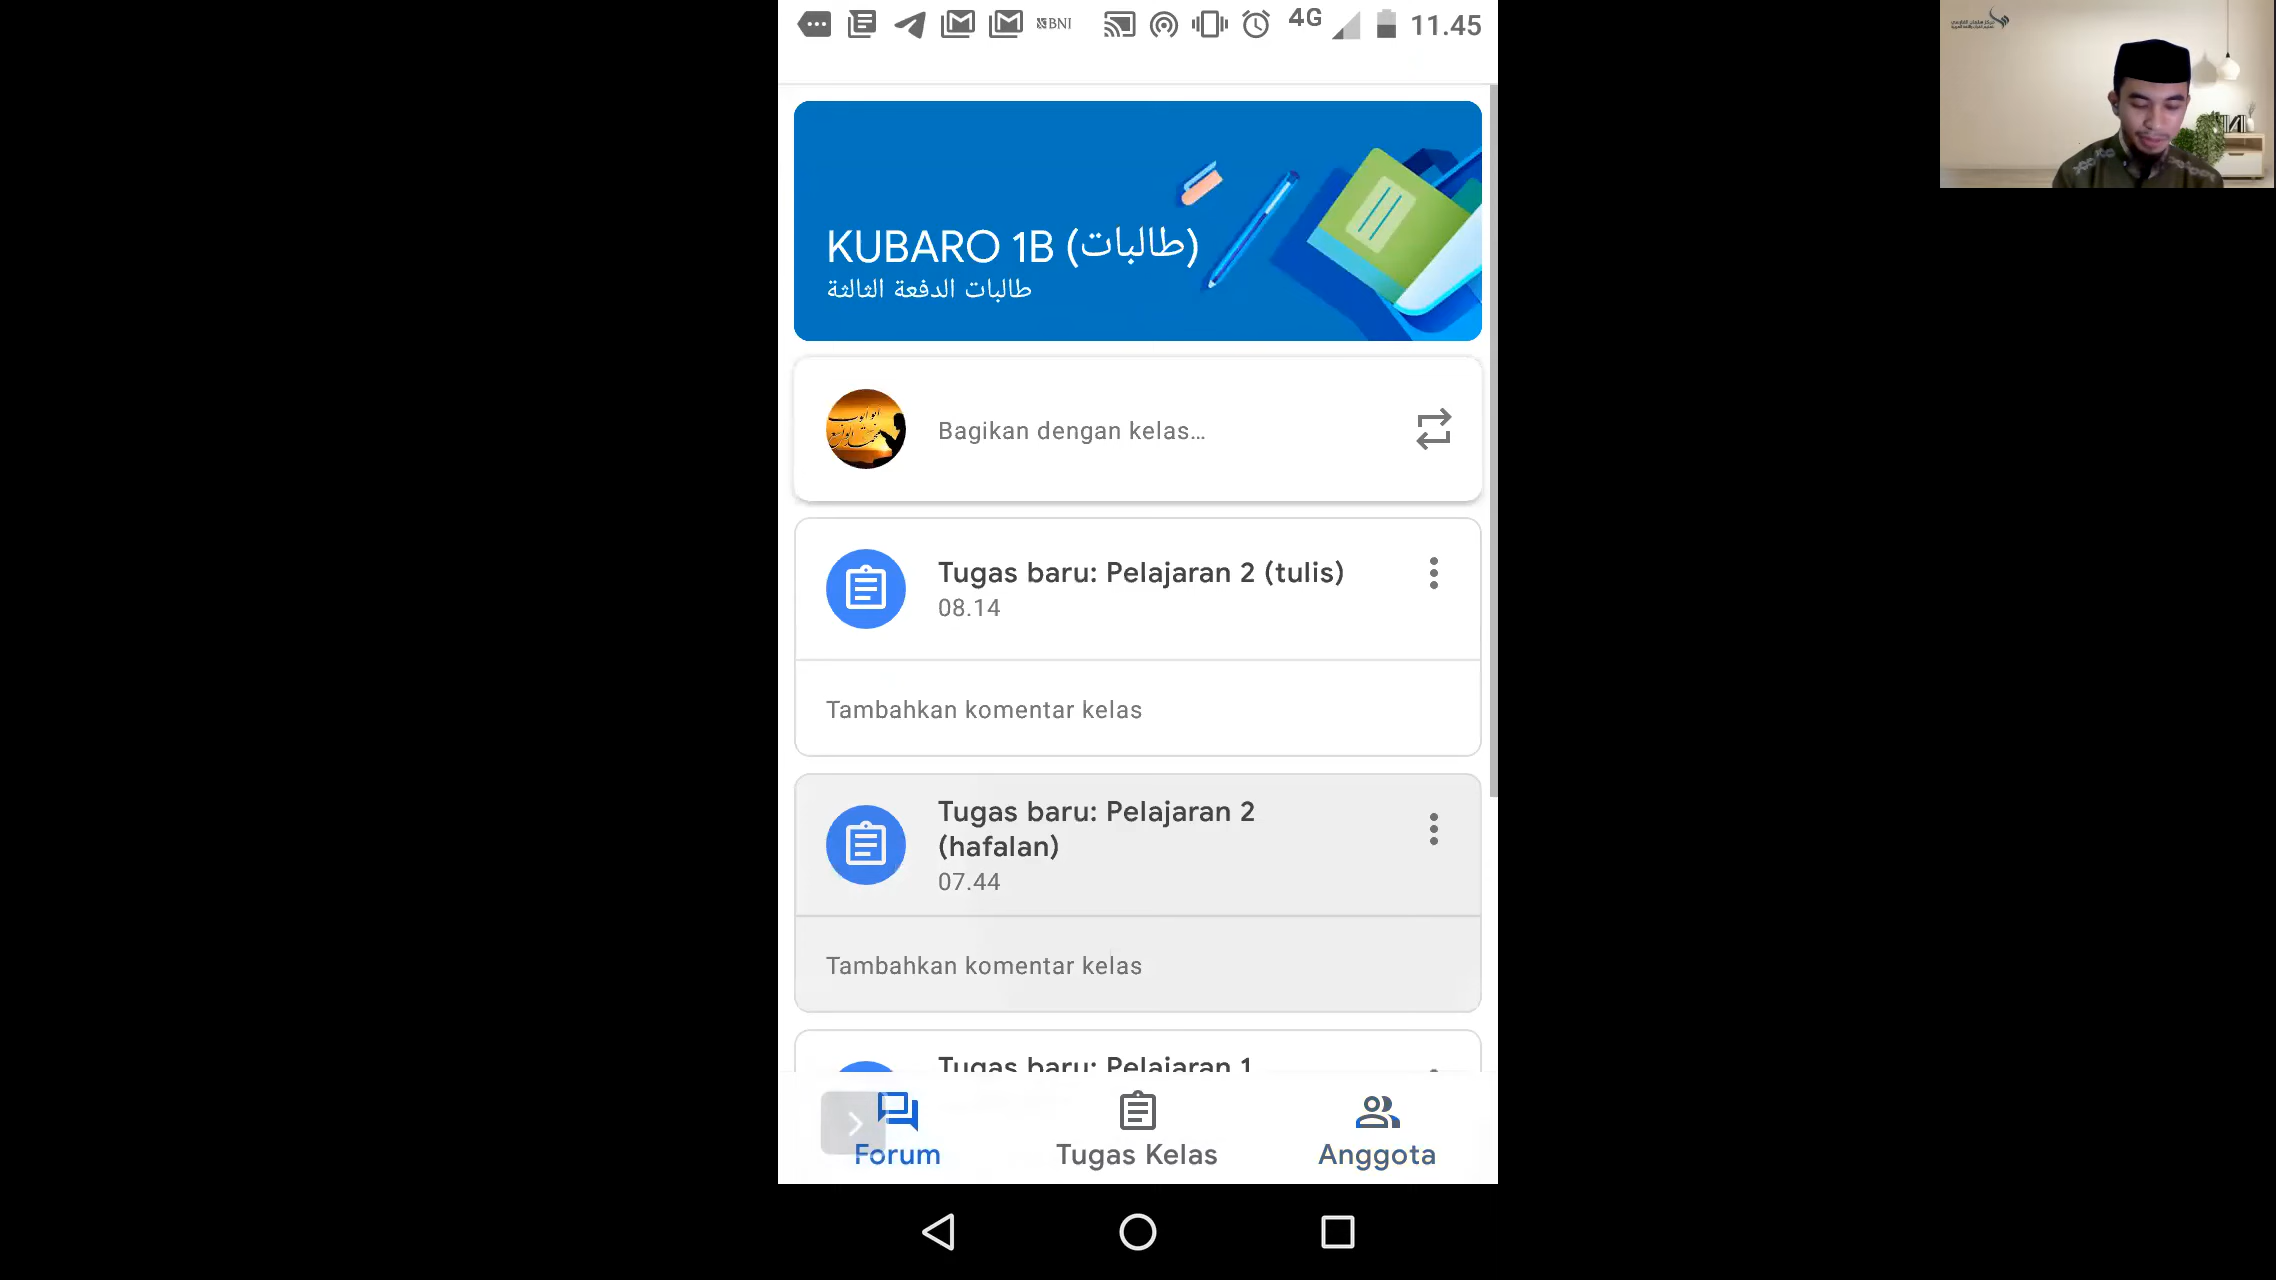 BNI
4G
11.45
KUBARO 1B (طالبات)
طالبات الدفعة الثالثة
Bagikan dengan kelas...
Tugas baru: Pelajaran 2 (tulis)
08.14
Tambahkan komentar kelas
Tugas baru: Pelajaran 2
(hafalan)
07.44
Tambahkan komentar kelas
Tugas baru: Pelajaran 1
Forum
Tugas Kelas
Anggota